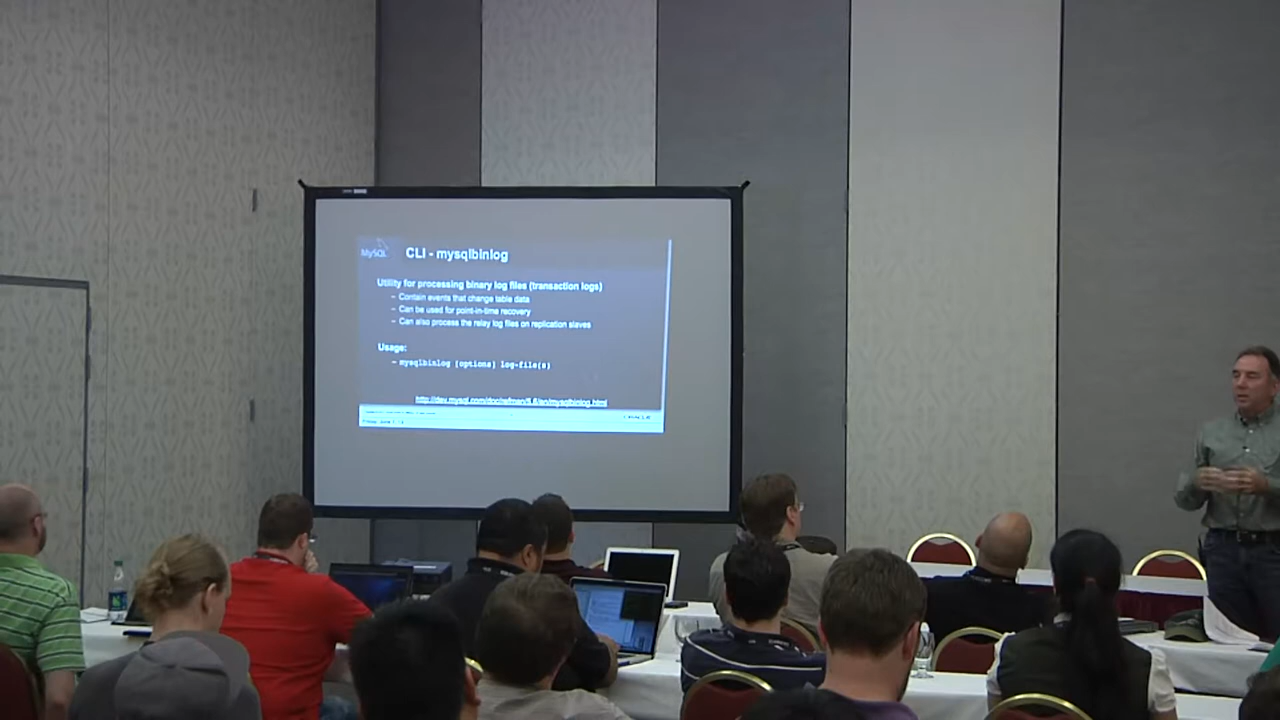 MySQL
CLI - mysqlbinlog
Utility for processing binary log files (transaction logs)
– Contain events that change table data
– Can be used for point-in-time recovery
– Can also process the relay log files on replication slaves
Usage:
– mysqlbinlog [options] log-file(s)